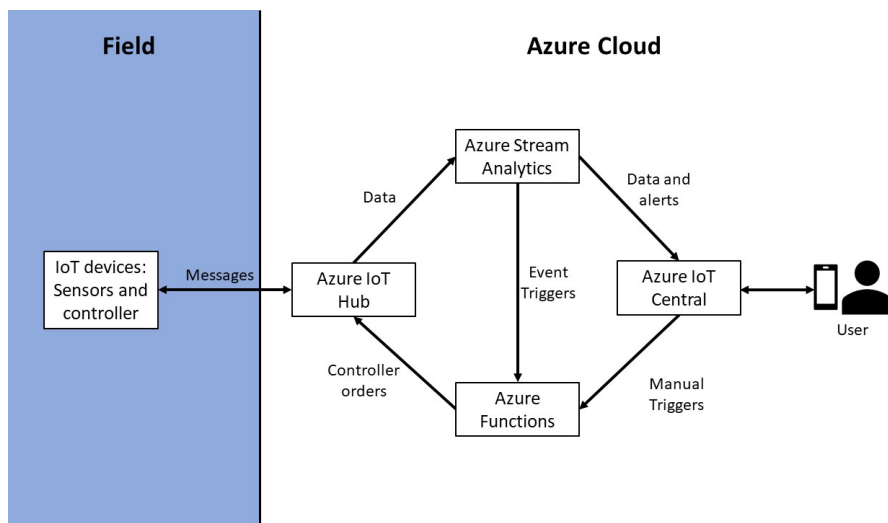 Field
Azure Cloud
Azure Stream
Analytics
Data
Data and
alerts
IoT devices:
Sensors and
controller
Messages
Azure IoT
Hub
Event
Triggers
Azure IoT
Central
User
Controller
orders
Azure
Functions
Manual
Triggers